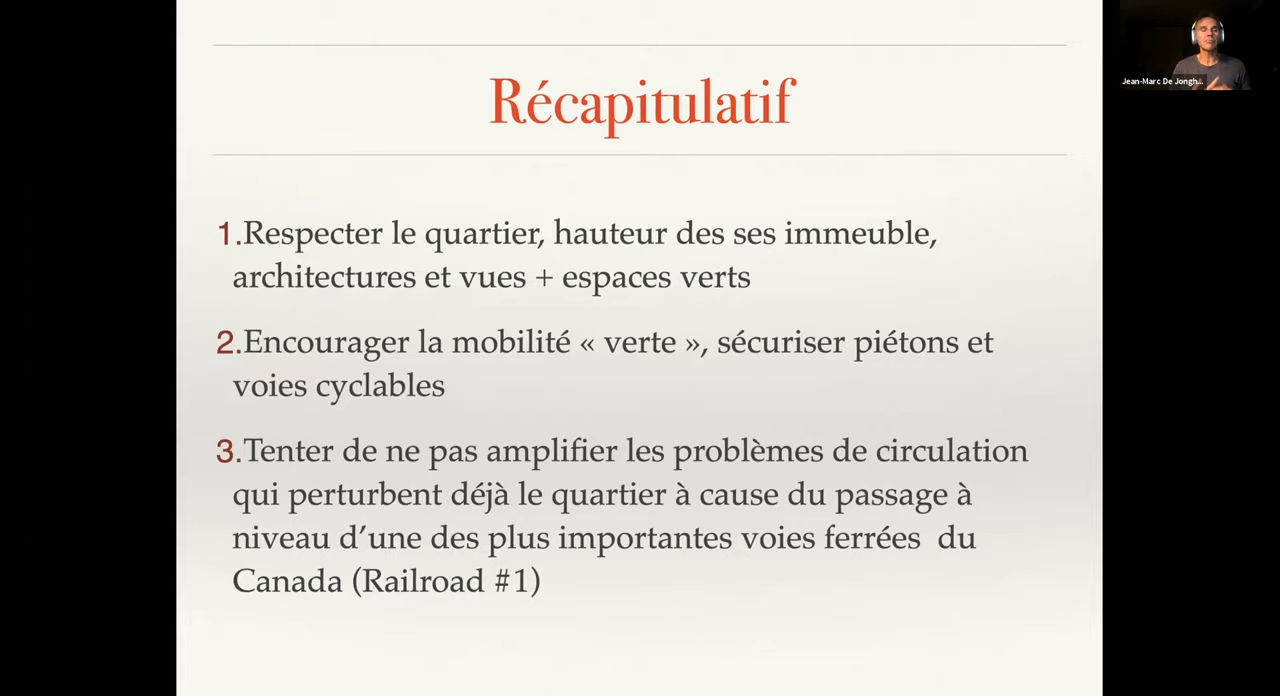 Récapitulatif
Jean-Marc De Jongh...
1.Respecter le quartier, hauteur des ses immeuble,
architectures et vues + espaces verts
2.Encourager la mobilité « verte », sécuriser piétons et
voies cyclables
3.Tenter de ne pas amplifier les problèmes de circulation
qui perturbent déjà le quartier à cause du passage à
niveau d’une des plus importantes voies ferrées du
Canada (Railroad #1)